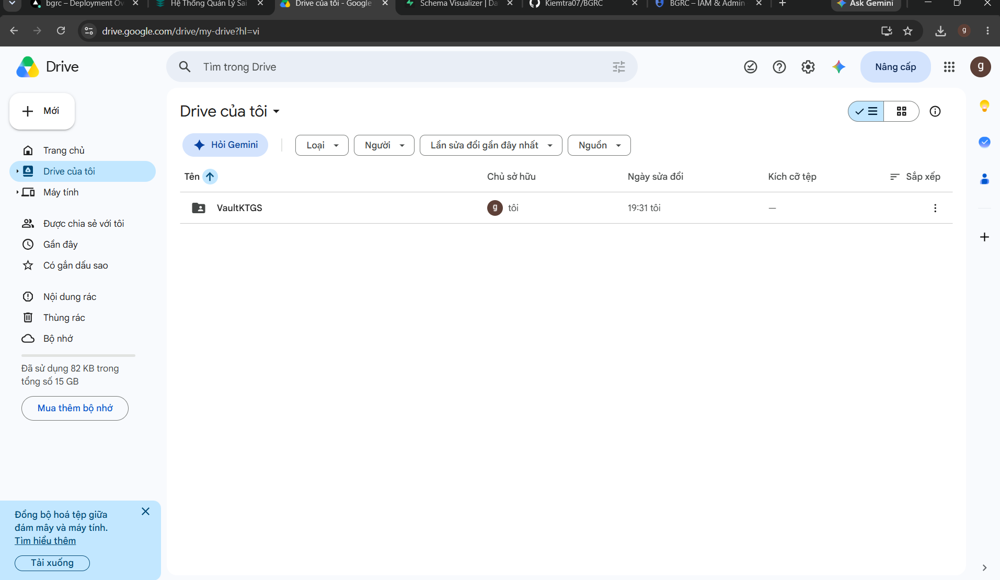 bgrc – Deployment Ov
Hệ Thống Quản Lý Sai
Drive của tôi - Google
Schema Visualizer | Da
Kiemtra07/BGRC
BGRC – IAM & Admin
Ask Gemini
drive.google.com/drive/my-drive?hl=vi
g
Drive
Tìm trong Drive
Nâng cấp
g
Mới
Trang chủ
Drive của tôi
Máy tính
Được chia sẻ với tôi
Gần đây
Có gắn dấu sao
Nội dung rác
Thùng rác
Bộ nhớ
Đã sử dụng 82 KB trong
tổng số 15 GB
Mua thêm bộ nhớ
Drive của tôi
Hỏi Gemini
Loại
Người
Lần sửa đổi gần đây nhất
Nguồn
Tên
Chủ sở hữu
Ngày sửa đổi
Kích cỡ tệp
Sắp xếp
VaultKTGS
g
tôi
19:31 tôi
—
Đồng bộ hoá tệp giữa
đám mây và máy tính.
Tìm hiểu thêm
Tải xuống